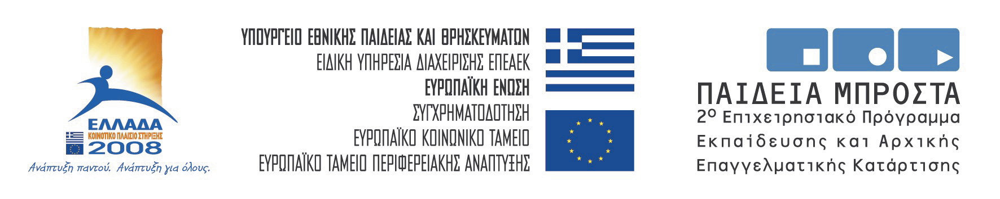 ΕΛΛΑΔΑ
ΚΟΙΝΟΤΙΚΟ ΠΛΑΙΣΙΟ ΣΤΗΡΙΞΗΣ
2008
Ανάπτυξη παντού. Ανάπτυξη για όλους.
ΥΠΟΥΡΓΕΙΟ ΕΘΝΙΚΗΣ ΠΑΙΔΕΙΑΣ ΚΑΙ ΘΡΗΣΚΕΥΜΑΤΩΝ
ΕΙΔΙΚΗ ΥΠΗΡΕΣΙΑ ΔΙΑΧΕΙΡΙΣΗΣ ΕΠΕΑΕΚ
ΕΥΡΩΠΑΪΚΗ ΕΝΩΣΗ
ΣΥΓΧΡΗΜΑΤΟΔΟΤΗΣΗ
ΕΥΡΩΠΑΪΚΟ ΚΟΙΝΩΝΙΚΟ ΤΑΜΕΙΟ
ΕΥΡΩΠΑΪΚΟ ΤΑΜΕΙΟ ΠΕΡΙΦΕΡΕΙΑΚΗΣ ΑΝΑΠΤΥΞΗΣ
ΠΑΙΔΕΙΑ ΜΠΡΟΣΤΑ
2º Επιχειρησιακό Πρόγραμμα
Εκπαίδευσης και Αρχικής
Επαγγελματικής Κατάρτισης